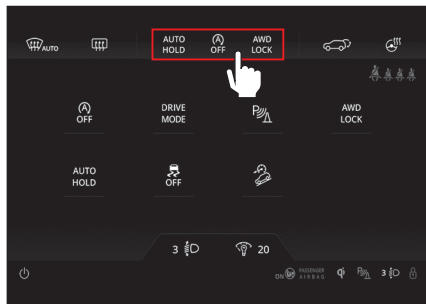 AUTO
AUTO HOLD
(A) OFF
AWD LOCK
(A) OFF
DRIVE MODE
P
AWD LOCK
AUTO HOLD
OFF
3
20
ON
PASSENGER AIRBAG
P
3